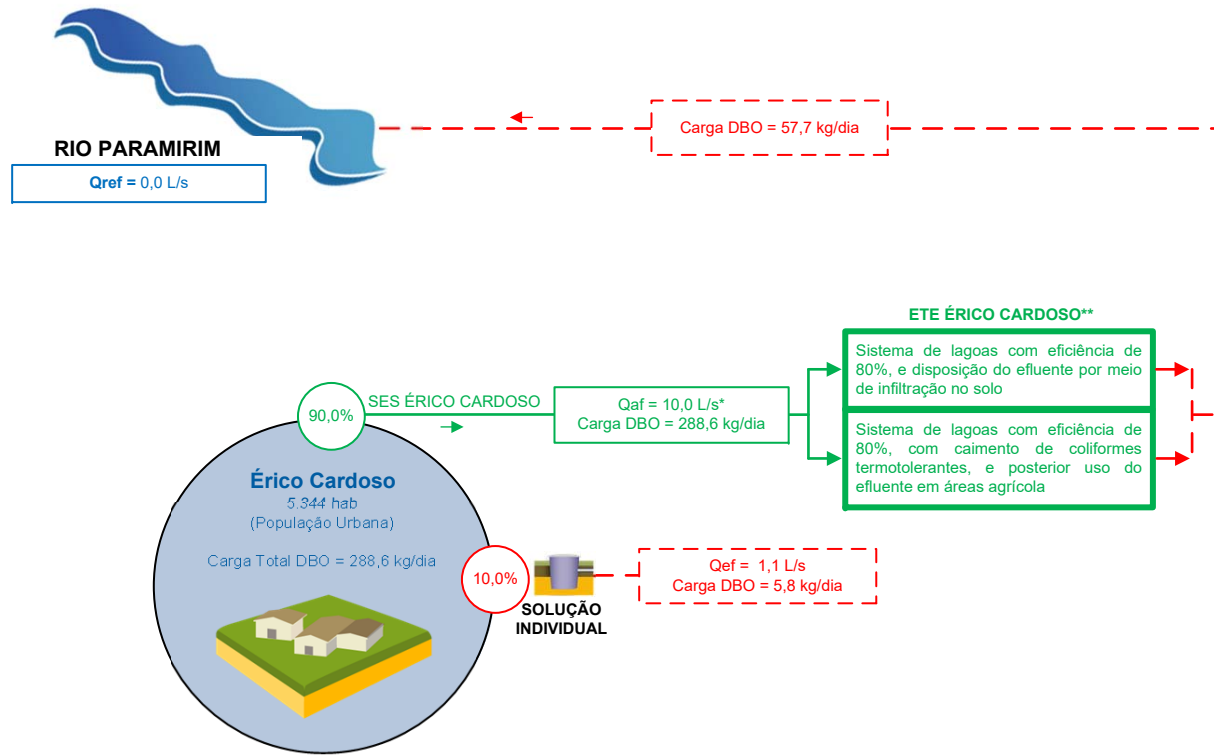 Carga DBO = 57,7 kg/dia
RIO PARAMIRIM
Qref = 0,0 L/s
ETE ÉRICO CARDOSO**
Sistema de lagoas com eficiência de
80%, e disposição do efluente por meio
de infiltração no solo
90,0%
SES ÉRICO CARDOSO
Qaf = 10,0 L/s*
Carga DBO = 288,6 kg/dia
Sistema de lagoas com eficiência de
80%, com caimento de coliformes
termotolerantes, e posterior uso do
efluente em áreas agrícola
Érico Cardoso
5.344 hab
(População Urbana)
Carga Total DBO = 288,6 kg/dia
10,0%
SOLUÇÃO
INDIVIDUAL
Qef = 1,1 L/s
Carga DBO = 5,8 kg/dia